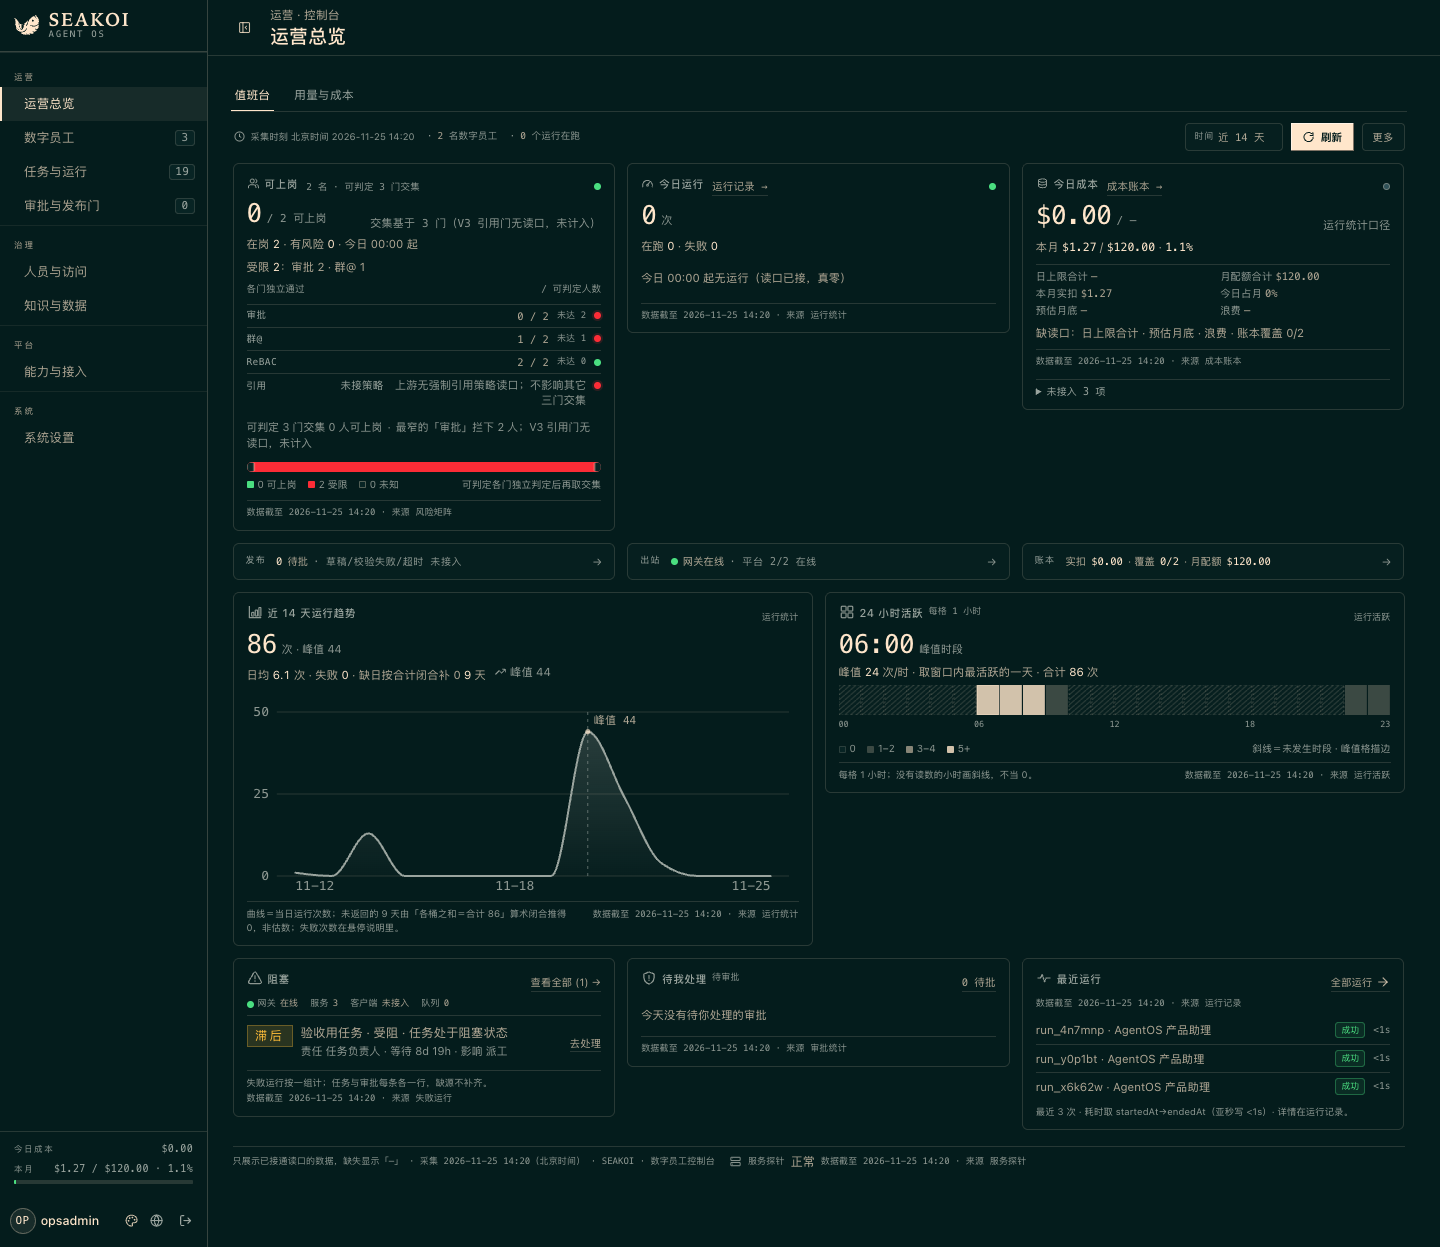 SEAKOI
AGENT OS
运营
运营总览
数字员工 3
任务与运行 19
审批与发布门 0
治理
人员与访问
知识与数据
平台
能力与接入
系统
系统设置
今日成本 $0.00
本月 $1.27 / $120.00 · 1.1%
OP opsadmin
运营 · 控制台
运营总览
值班台 用量与成本
采集时刻 北京时间 2026-11-25 14:20 · 2 名数字员工 · 0 个运行在跑
时间 近 14 天 刷新 更多
可上岗 2 名 · 可判定 3 门交集
0 / 2 可上岗 交集基于 3 门（V3 引用门无读口，未计入）
在岗 2 · 有风险 0 · 今日 00:00 起
受限 2：审批 2 · 群@ 1
各门独立通过 / 可判定人数
审批 0 / 2 未达 2
群@ 1 / 2 未达 1
ReBAC 2 / 2 未达 0
引用 未接策略 上游无强制引用策略读口；不影响其它
三门交集
可判定 3 门交集 0 人可上岗 · 最窄的「审批」拦下 2 人；V3 引用门无
读口，未计入
0 可上岗 2 受限 0 未知 可判定各门独立判定后再取交集
数据截至 2026-11-25 14:20 · 来源 风险矩阵
今日运行 运行记录 →
0 次
在跑 0 · 失败 0
今日 00:00 起无运行（读口已接，真零）
数据截至 2026-11-25 14:20 · 来源 运行统计
今日成本 成本账本 →
$0.00 / — 运行统计口径
本月 $1.27 / $120.00 · 1.1%
日上限合计 — 月配额合计 $120.00
本月实扣 $1.27 今日占月 0%
预估月底 — 浪费 —
缺读口：日上限合计 · 预估月底 · 浪费 · 账本覆盖 0/2
数据截至 2026-11-25 14:20 · 来源 成本账本
▶ 未接入 3 项
发布 0 待批 · 草稿/校验失败/超时 未接入 →
出站 网关在线 · 平台 2/2 在线 →
账本 实扣 $0.00 · 覆盖 0/2 · 月配额 $120.00 →
近 14 天运行趋势 运行统计
86 次 · 峰值 44
日均 6.1 次 · 失败 0 · 缺日按合计闭合补 0 9 天 峰值 44
50
峰值 44
25
0
11-12 11-18 11-25
曲线＝当日运行次数；未返回的 9 天由「各桶之和＝合计 86」算术闭合推得
0，非估数；失败次数在悬停说明里。
数据截至 2026-11-25 14:20 · 来源 运行统计
24 小时活跃 每格 1 小时 运行活跃
06:00 峰值时段
峰值 24 次/时 · 取窗口内最活跃的一天 · 合计 86 次
00 06 12 18 23
0 1–2 3–4 5+ 斜线＝未发生时段 · 峰值格描边
每格 1 小时；没有读数的小时画斜线，不当 0。 数据截至 2026-11-25 14:20 · 来源 运行活跃
阻塞 查看全部 (1) →
网关 在线 服务 3 客户端 未接入 队列 0
滞后 验收用任务 · 受阻 · 任务处于阻塞状态
责任 任务负责人 · 等待 8d 19h · 影响 派工 去处理
失败运行按一组计；任务与审批每条各一行，缺源不补齐。
数据截至 2026-11-25 14:20 · 来源 失败运行
待我处理 待审批 0 待批
今天没有待你处理的审批
数据截至 2026-11-25 14:20 · 来源 审批统计
最近运行 全部运行 →
数据截至 2026-11-25 14:20 · 来源 运行记录
run_4n7mnp · AgentOS 产品助理 成功 <1s
run_y0p1bt · AgentOS 产品助理 成功 <1s
run_x6k62w · AgentOS 产品助理 成功 <1s
最近 3 次 · 耗时取 startedAt→endedAt（亚秒写 <1s）· 详情在运行记录。
只展示已接通读口的数据，缺失显示「—」 · 采集 2026-11-25 14:20（北京时间） · SEAKOI · 数字员工控制台 服务探针 正常 数据截至 2026-11-25 14:20 · 来源 服务探针